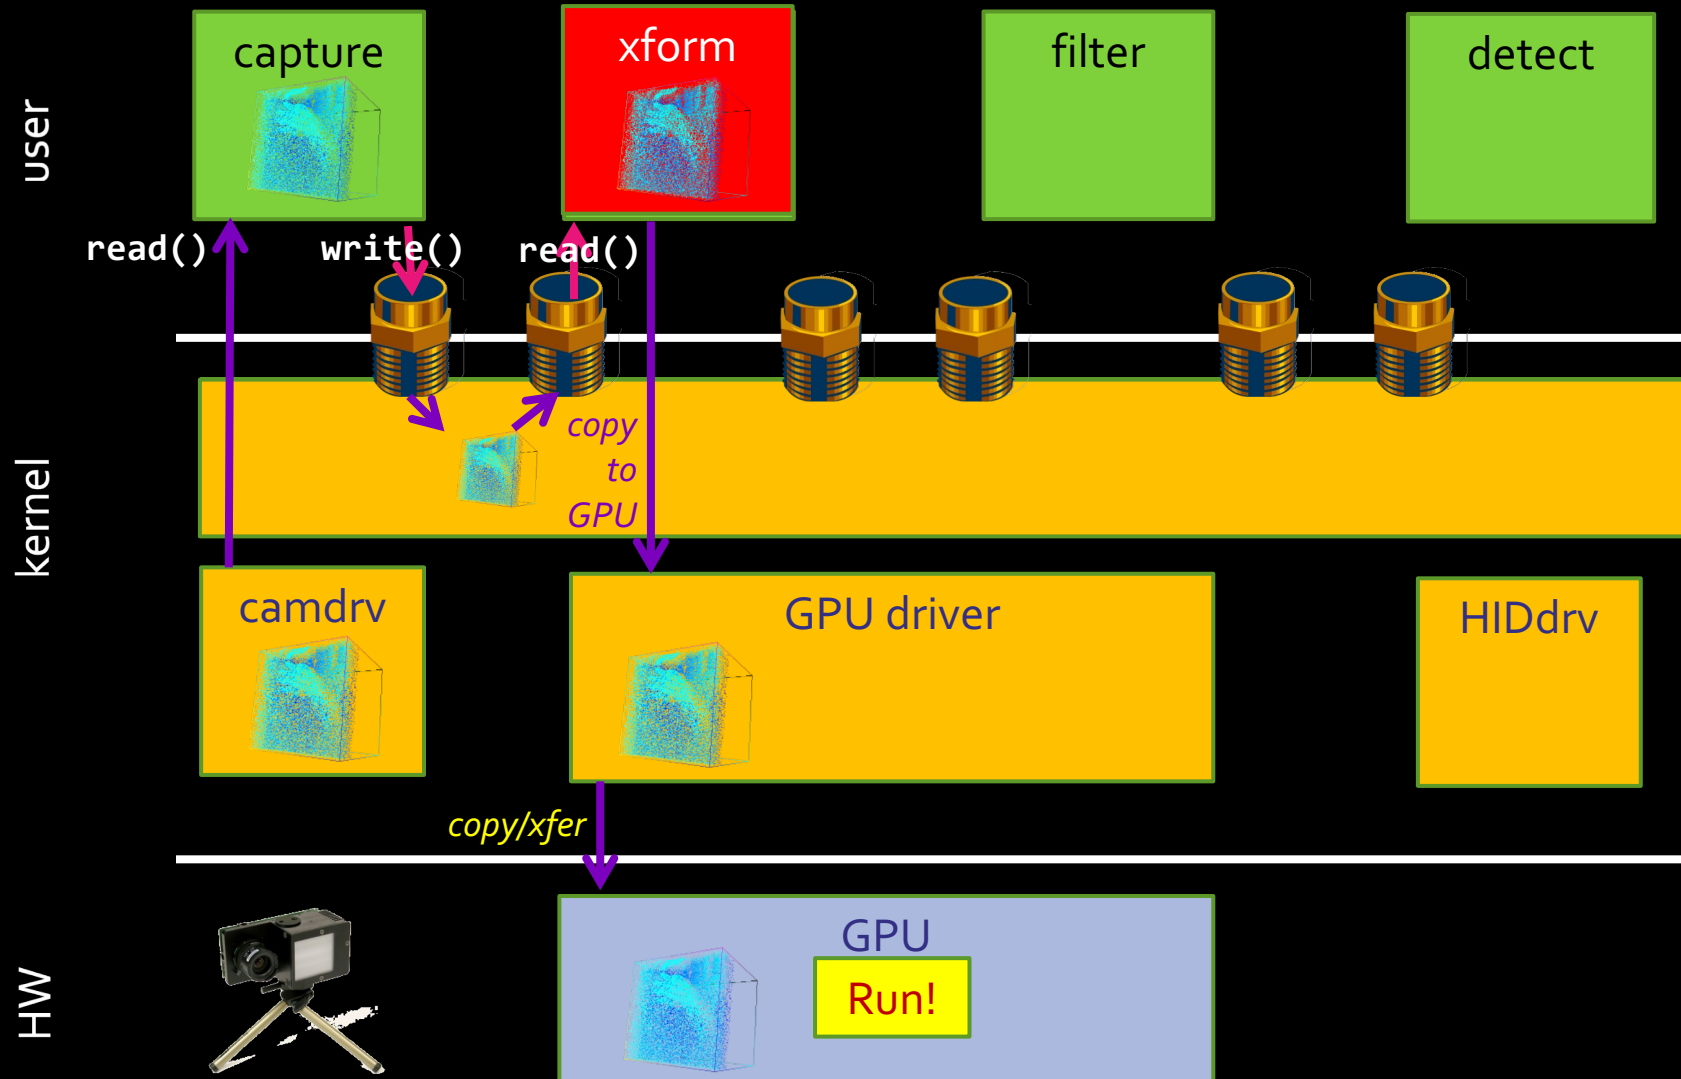 user
capture
xform
filter
detect
read()
write()
read()
kernel
copy
to
GPU
camdrv
GPU driver
HIDdrv
copy/xfer
HW
GPU
Run!